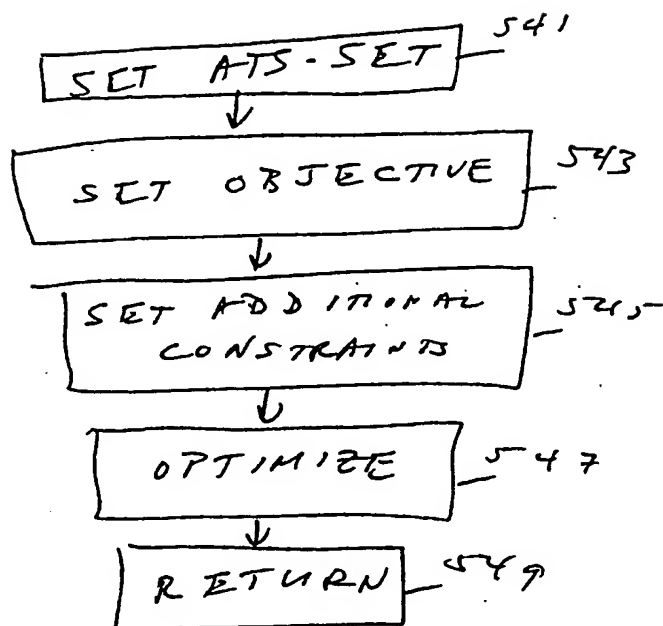 SET ATS-SET 541
SET OBJECTIVE 543
SET ADDITIONAL 545
CONSTRAINTS
OPTIMIZE 547
RETURN 549